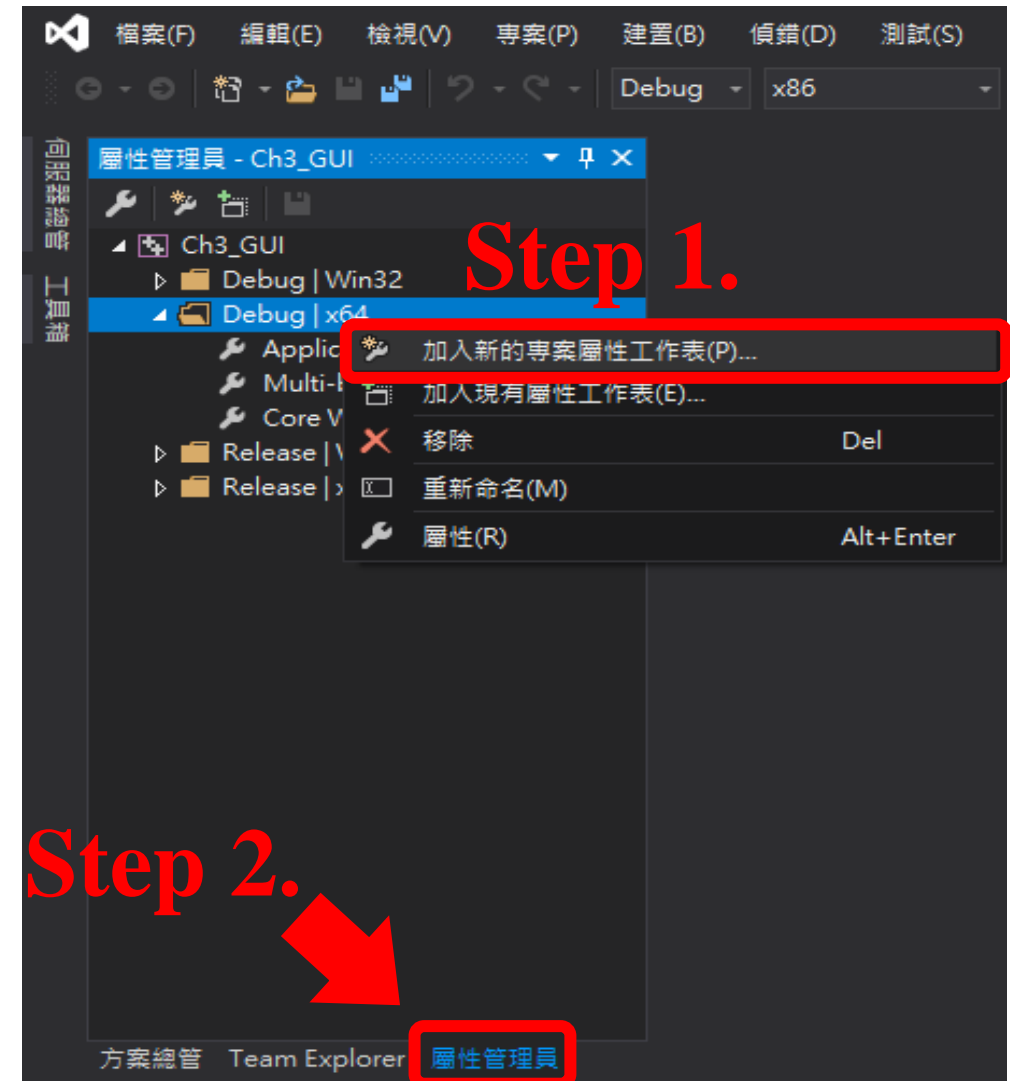 檔案(F) 編輯(E) 檢視(V) 專案(P) 建置(B) 偵錯(D) 測試(S)
Debug x86
伺服器總管
工具箱
屬性管理員 - Ch3_GUI
Step 1.
Ch3_GUI
Debug | Win32
Debug | x64
Applic
加入新的專案屬性工作表(P)...
Multi-
加入現有屬性工作表(E)...
Core
移除 Del
Release |
重新命名(M)
Release |
屬性(R) Alt+Enter
Step 2.
方案總管 Team Explorer 屬性管理員